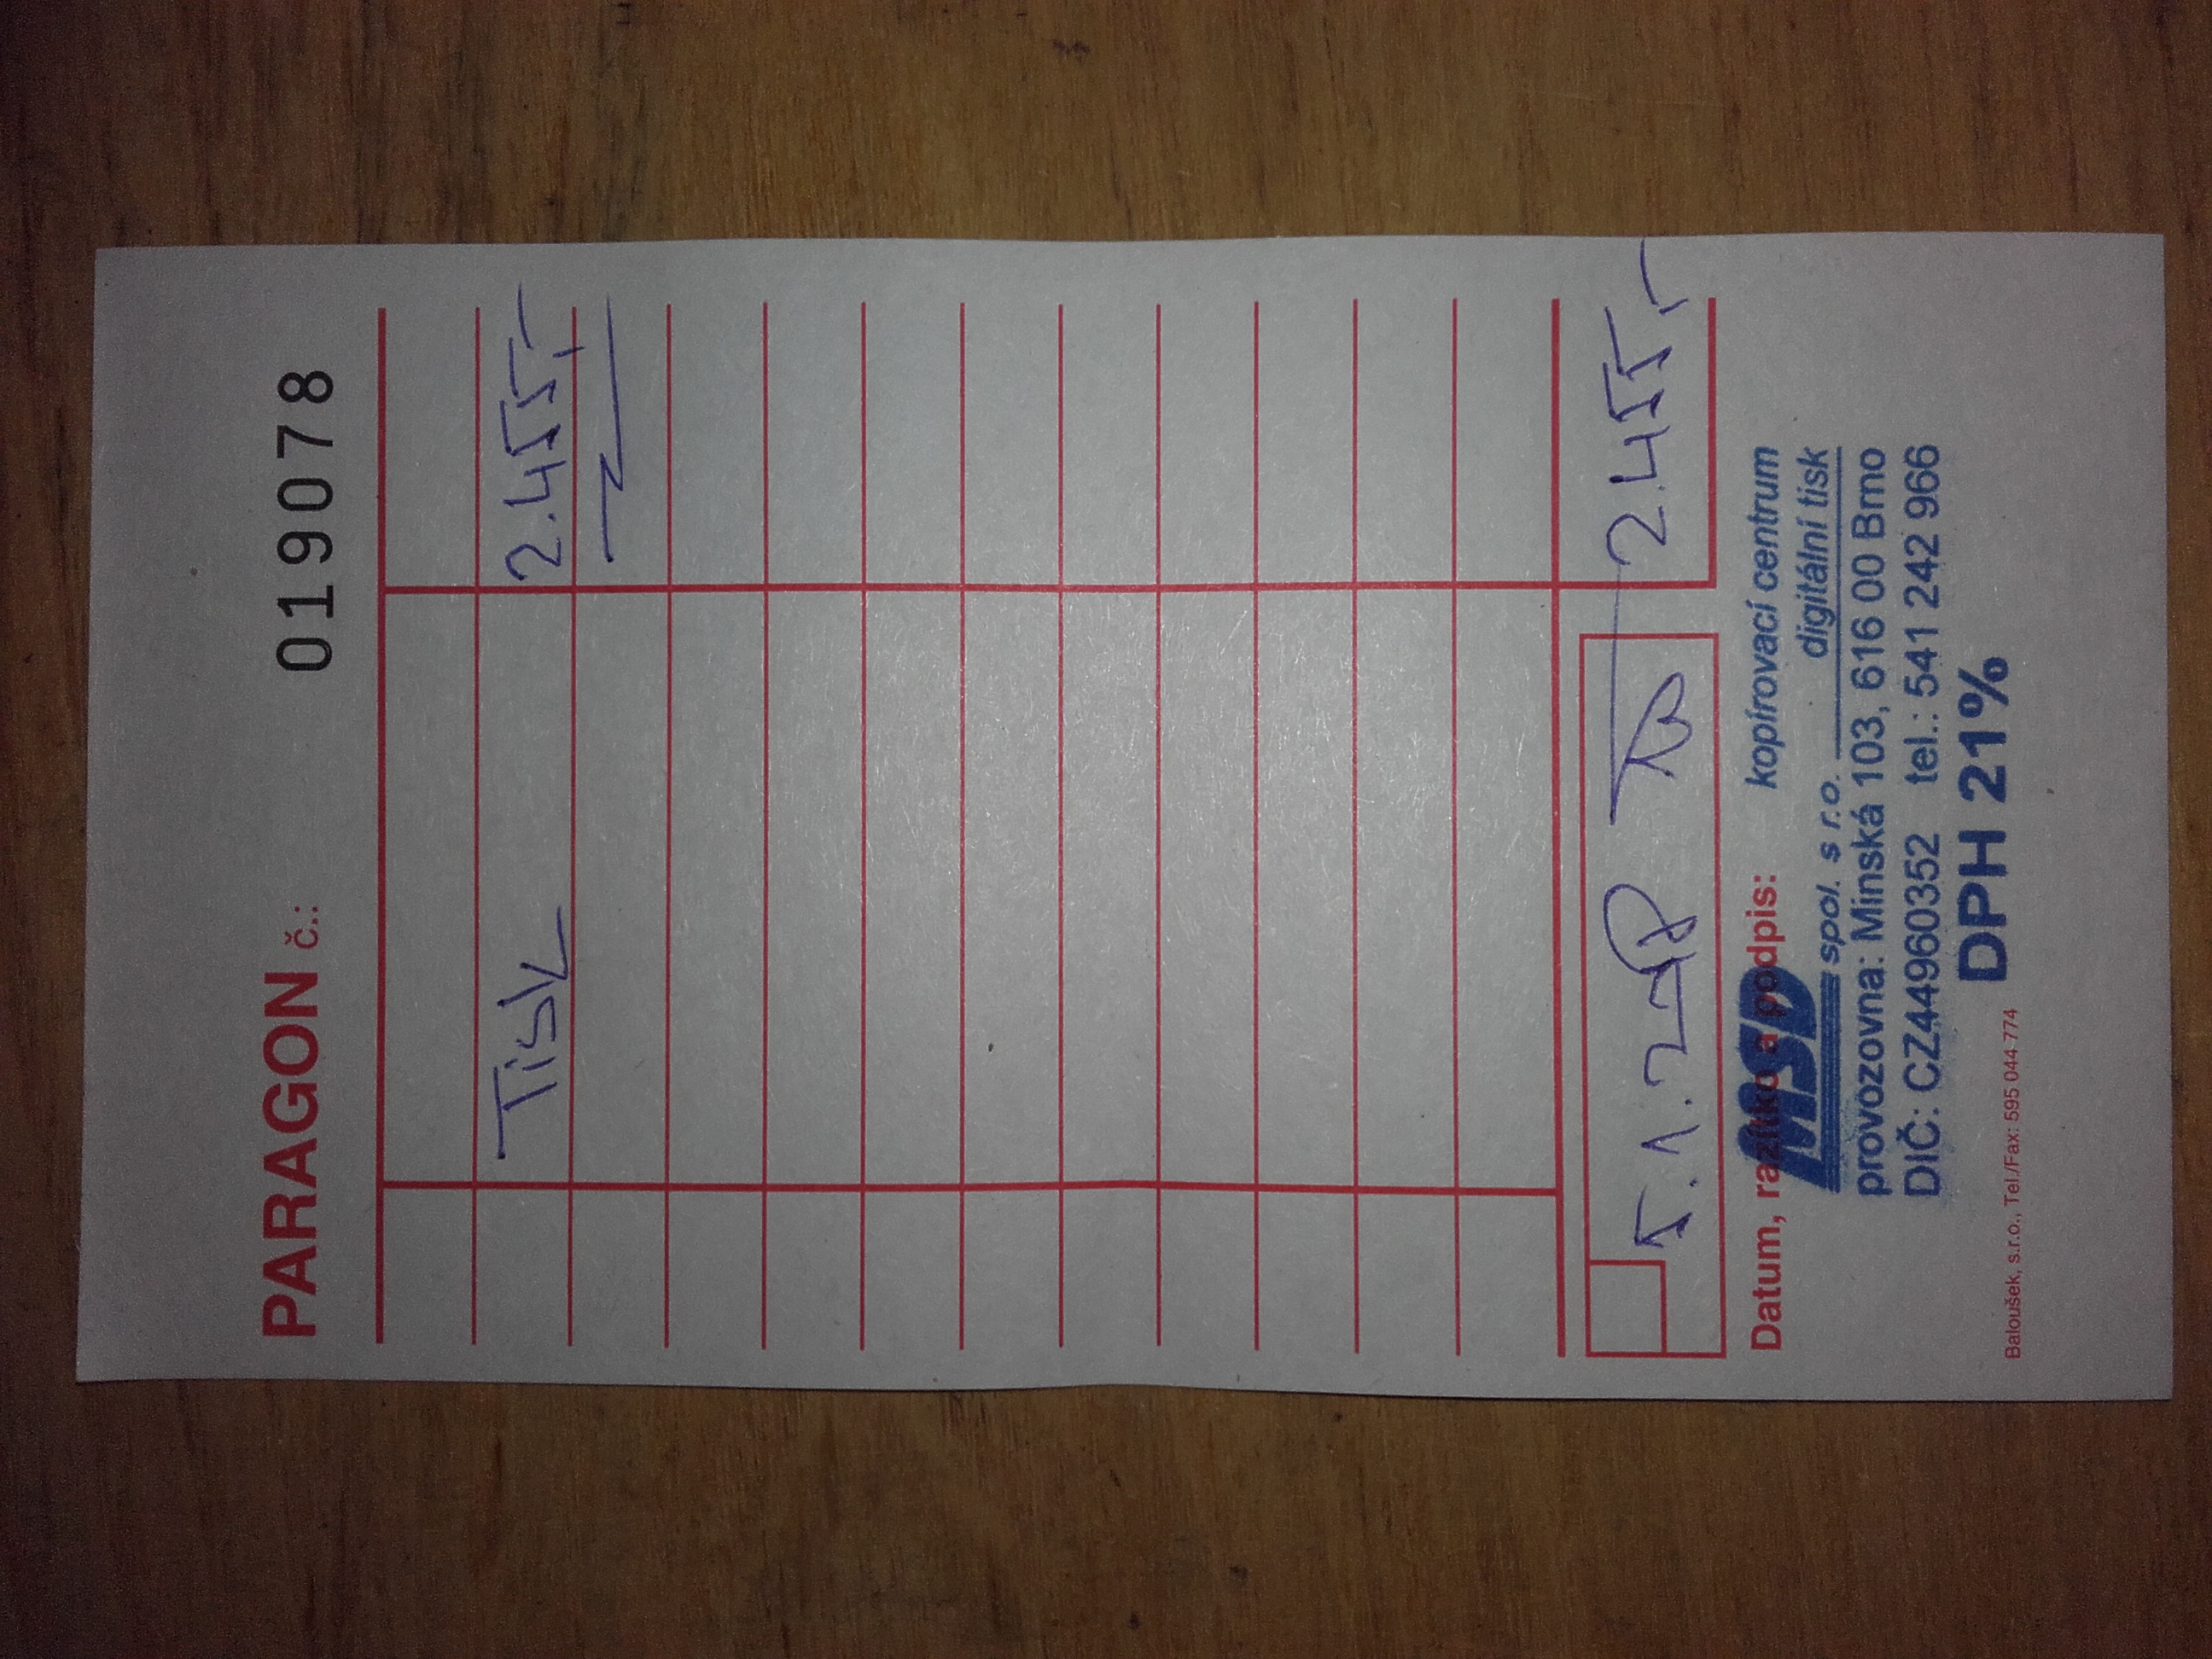 PARAGON č.: 019078
Tisk 2.455,-
5.1. 2.455,-
Datum, razítko a podpis:
MSD spol. s r.o.
kopírovací centrum
digitální tisk
provozovna: Minská 103, 616 00 Brno
DIČ: CZ44960352 tel.: 541 242 966
DPH 21%
Baloušek, s.r.o., Tel./Fax: 595 044 774